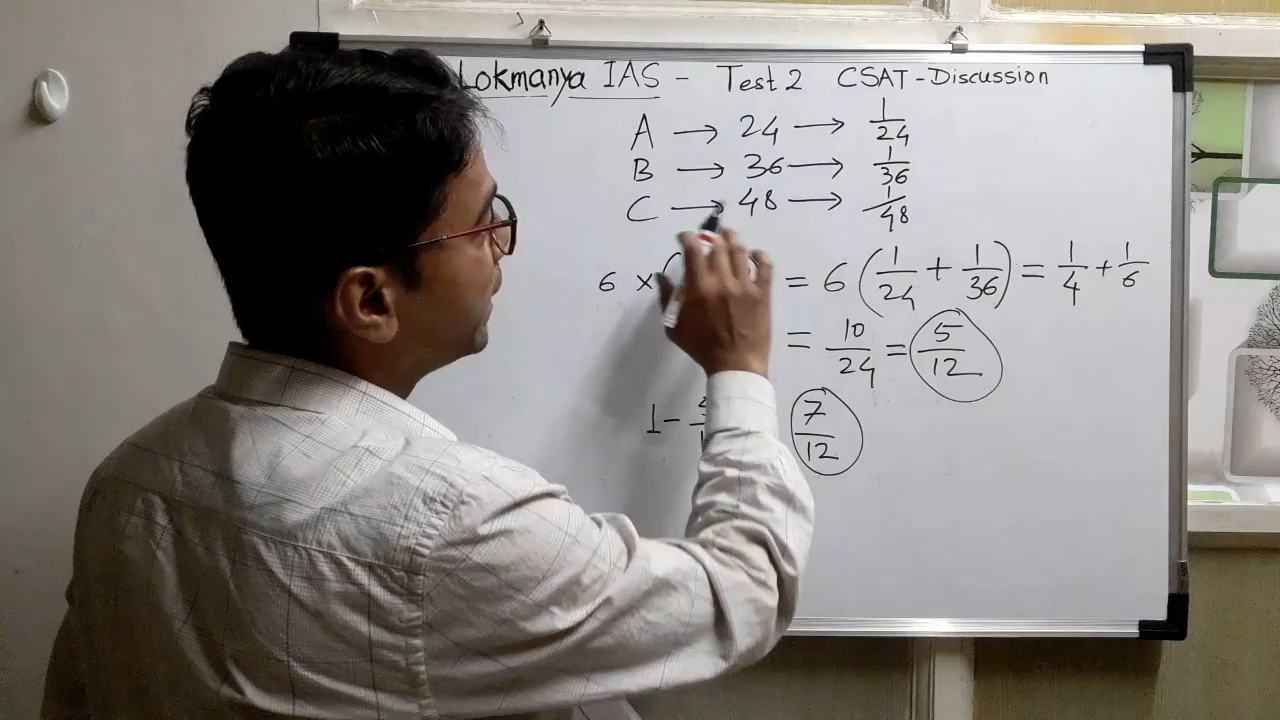 Lokmanya IAS - Test 2 CSAT - Discussion
A → 24 → 1/24
B → 36 → 1/36
C → 48 → 1/48
6 × ( = 6 (1/24 + 1/36) = 1/4 + 1/6
= 10/24 = 5/12
1 - 7/12